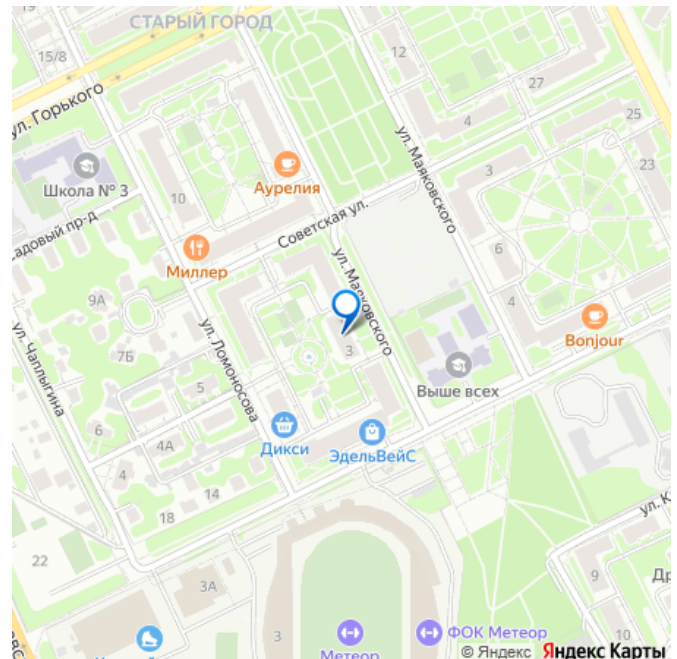 19
СТАРЫЙ ГОРОД
15/8
12
27
ул. Горького
4
25
ул. Маяковского
Школа № 3
10
Аурелия
3
23
Советская ул.
Садовый пр-д
Миллер
6
ул. Маяковского
9А
4
7Б
3
Bonjour
ул. Чаплыгина
ул. Ломоносова
5
Выше всех
6
4А
Дикси
ЭдельВейС
4
14
18
22
9
3А
3
ФОК Метеор
10
Метеор
© Яндекс Яндекс Карты